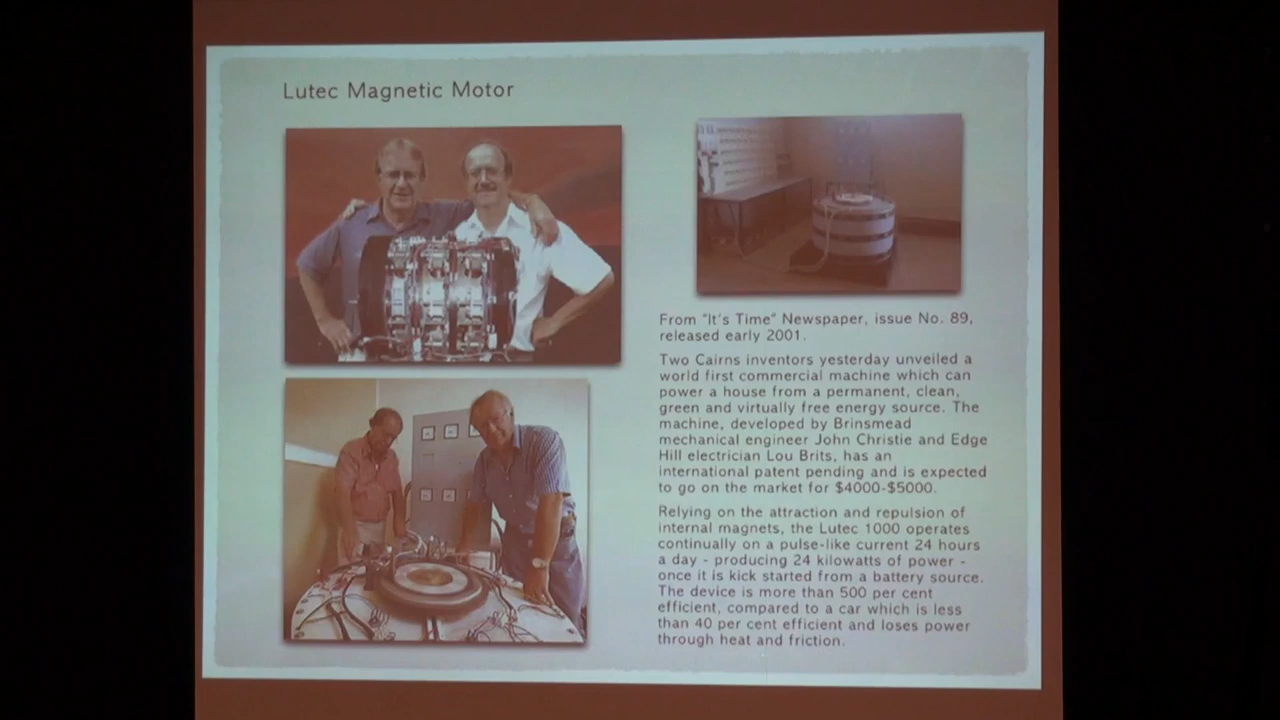 Lutec Magnetic Motor
From "It's Time" Newspaper, issue No. 89,
released early 2001.
Two Cairns inventors yesterday unveiled a
world first commercial machine which can
power a house from a permanent, clean,
green and virtually free energy source. The
machine, developed by Brinsmead
mechanical engineer John Christie and Edge
Hill electrician Lou Brits, has an
international patent pending and is expected
to go on the market for $4000-$5000.
Relying on the attraction and repulsion of
internal magnets, the Lutec 1000 operates
continually on a pulse-like current 24 hours
a day - producing 24 kilowatts of power -
once it is kick started from a battery source.
The device is more than 500 per cent
efficient, compared to a car which is less
than 40 per cent efficient and loses power
through heat and friction.